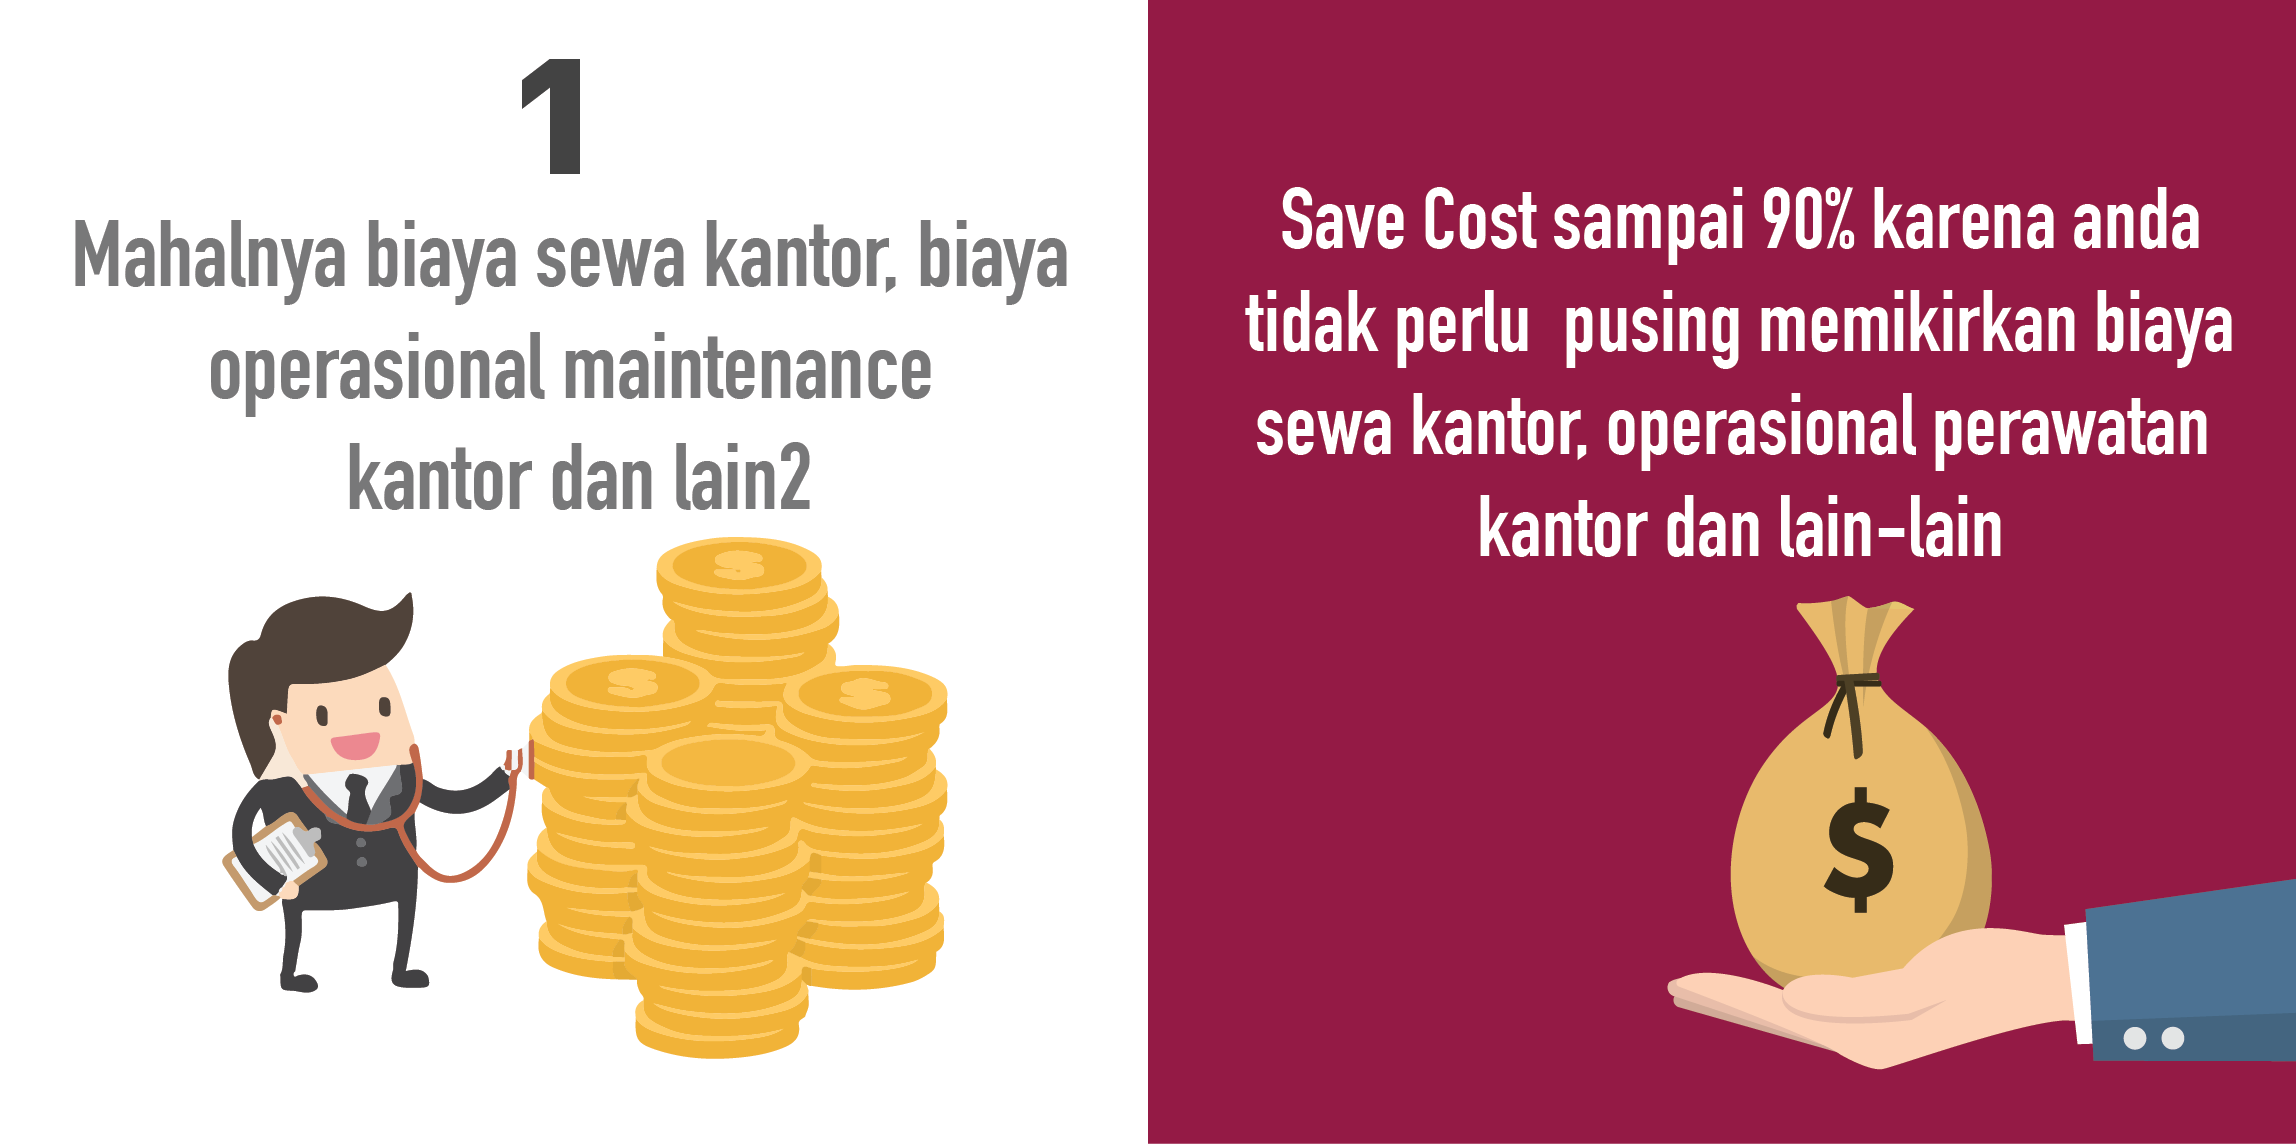 1
Mahalnya biaya sewa kantor, biaya
operasional maintenance
kantor dan lain2
Save Cost sampai 90% karena anda
tidak perlu  pusing memikirkan biaya
sewa kantor, operasional perawatan
kantor dan lain-lain
$
$
$
$